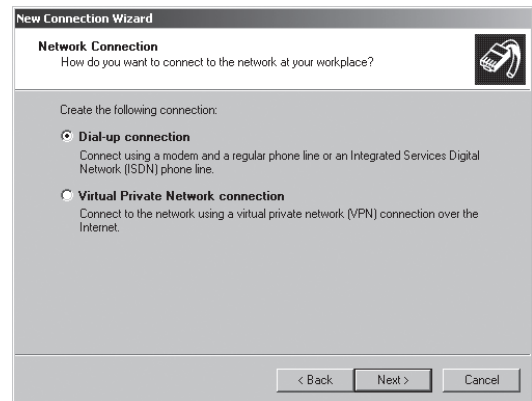 New Connection Wizard
Network Connection
How do you want to connect to the network at your workplace?
Create the following connection:
Dial-up connection
Connect using a modem and a regular phone line or an Integrated Services Digital
Network (ISDN) phone line.
Virtual Private Network connection
Connect to the network using a virtual private network (VPN) connection over the
Internet.
< Back
Next >
Cancel